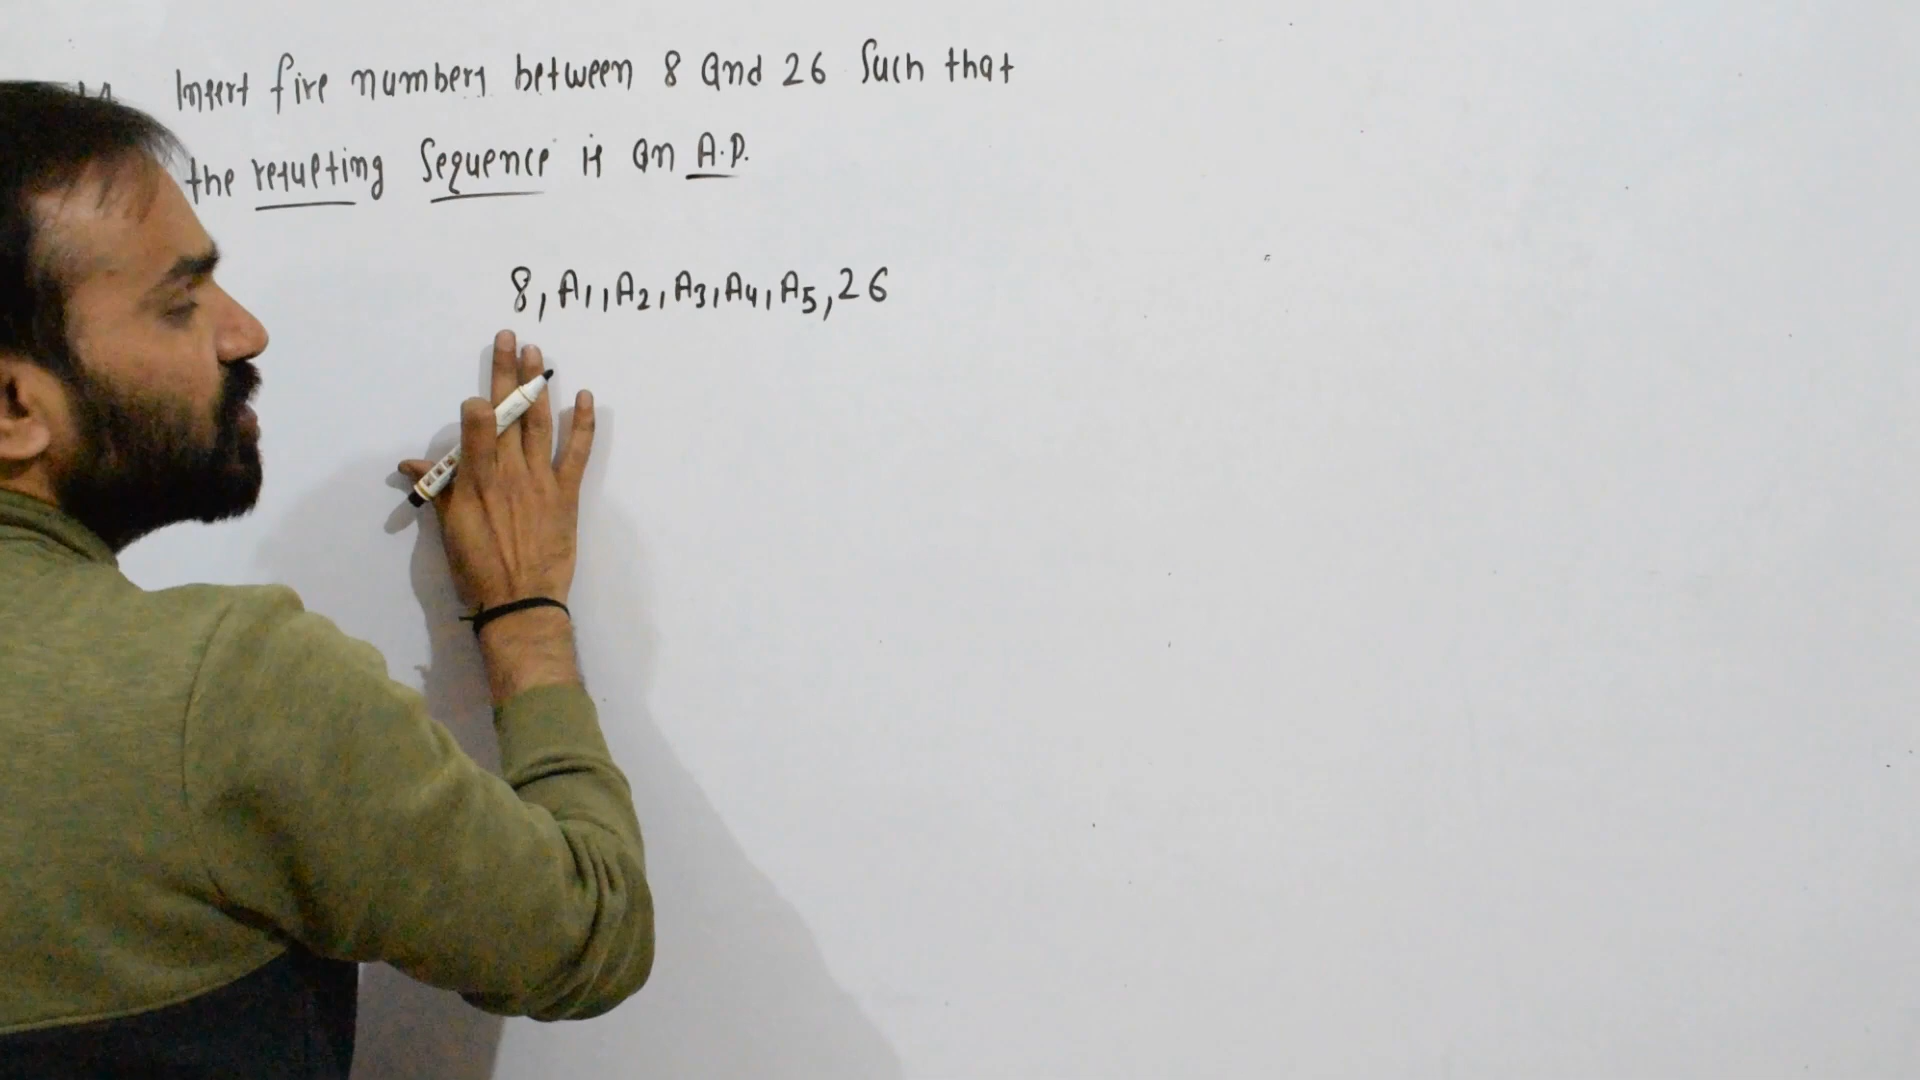 Insert five numbers between 8 and 26 Such that
the resulting Sequence is an A.P.
8, A1, A2, A3, A4, A5, 26